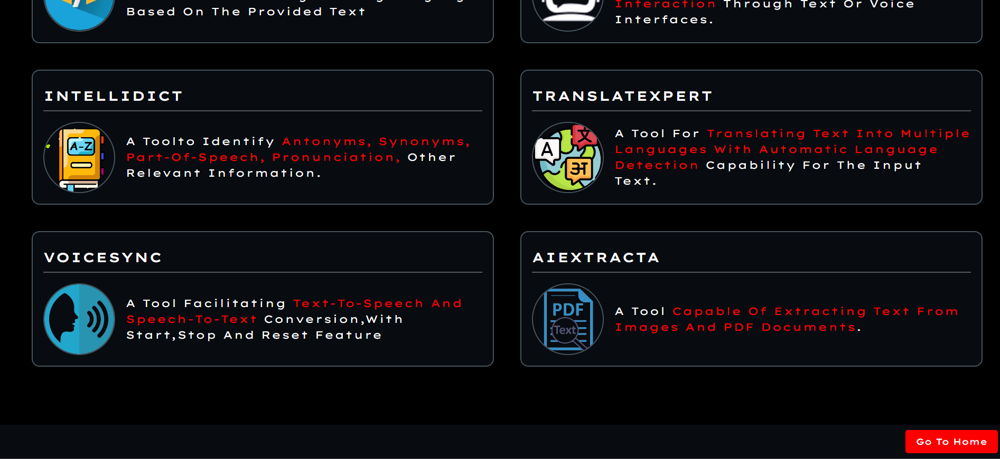 Based On The Provided Text
Interaction Through Text Or Voice
Interfaces.
INTELLIDICT
A-Z
A Toolto Identify Antonyms, Synonyms,
Part-Of-Speech, Pronunciation, Other
Relevant Information.
TRANSLATEXPERT
A
文
अ
A Tool For Translating Text Into Multiple
Languages With Automatic Language
Detection Capability For The Input
Text.
VOICESYNC
A Tool Facilitating Text-To-Speech And
Speech-To-Text Conversion,With
Start,Stop And Reset Feature
AIEXTRACTA
PDF
Text
A Tool Capable Of Extracting Text From
Images And PDF Documents.
Go To Home